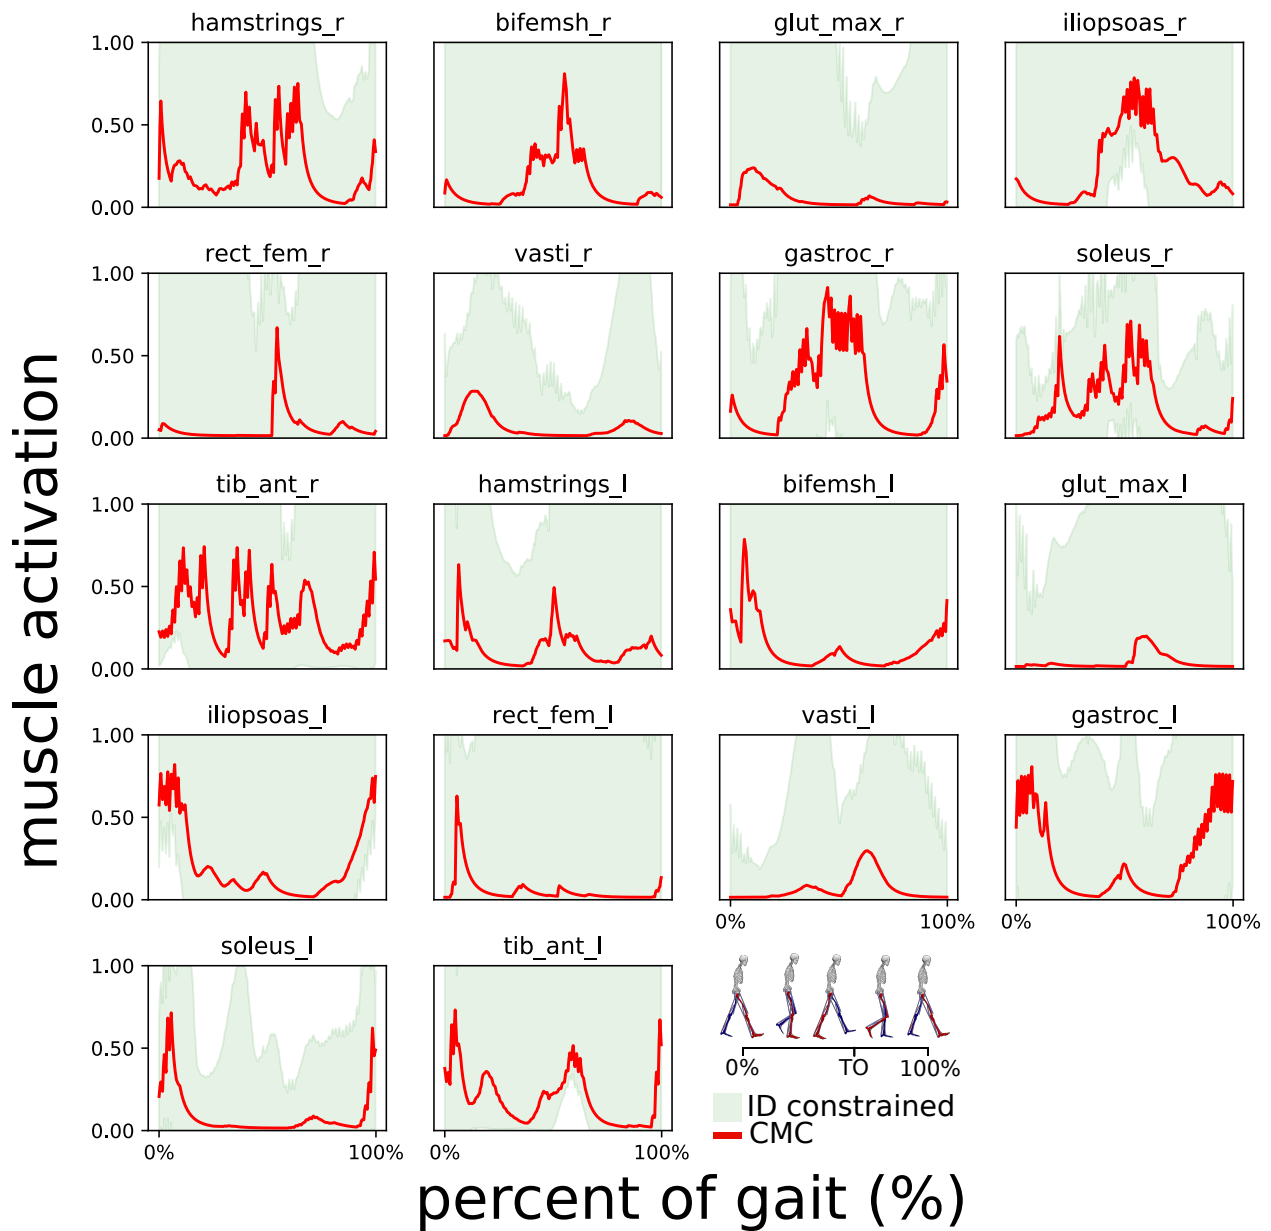 hamstrings_r
bifemsh_r
glut_max_r
iliopsoas_r
1.00
0.50
0.00
rect_fem_r
vasti_r
gastroc_r
soleus_r
1.00
0.50
0.00
tib_ant_r
hamstrings_l
bifemsh_l
glut_max_l
1.00
0.50
0.00
iliopsoas_l
rect_fem_l
vasti_l
gastroc_l
1.00
0.50
0.00
0%
100%
0%
100%
soleus_l
tib_ant_l
1.00
0.50
0.00
0%
100%
0%
100%
0% TO 100%
ID constrained
CMC
muscle activation
percent of gait (%)